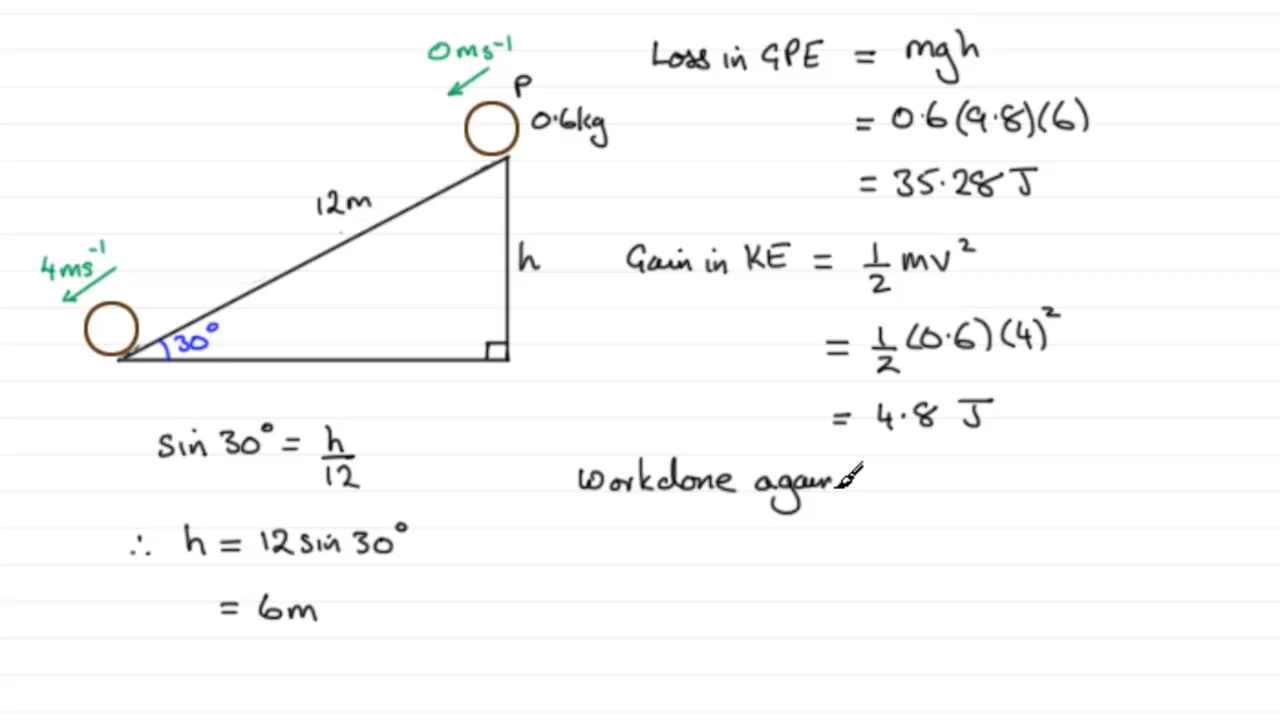 0ms⁻¹
P
0.6kg
12m
h
4ms⁻¹
30°
sin 30° = h/12
∴ h = 12 sin 30°
= 6m
Loss in GPE = mgh
= 0.6(9.8)(6)
= 35.28 J
Gain in KE = 1/2 mv²
= 1/2 (0.6)(4)²
= 4.8 J
Workdone again